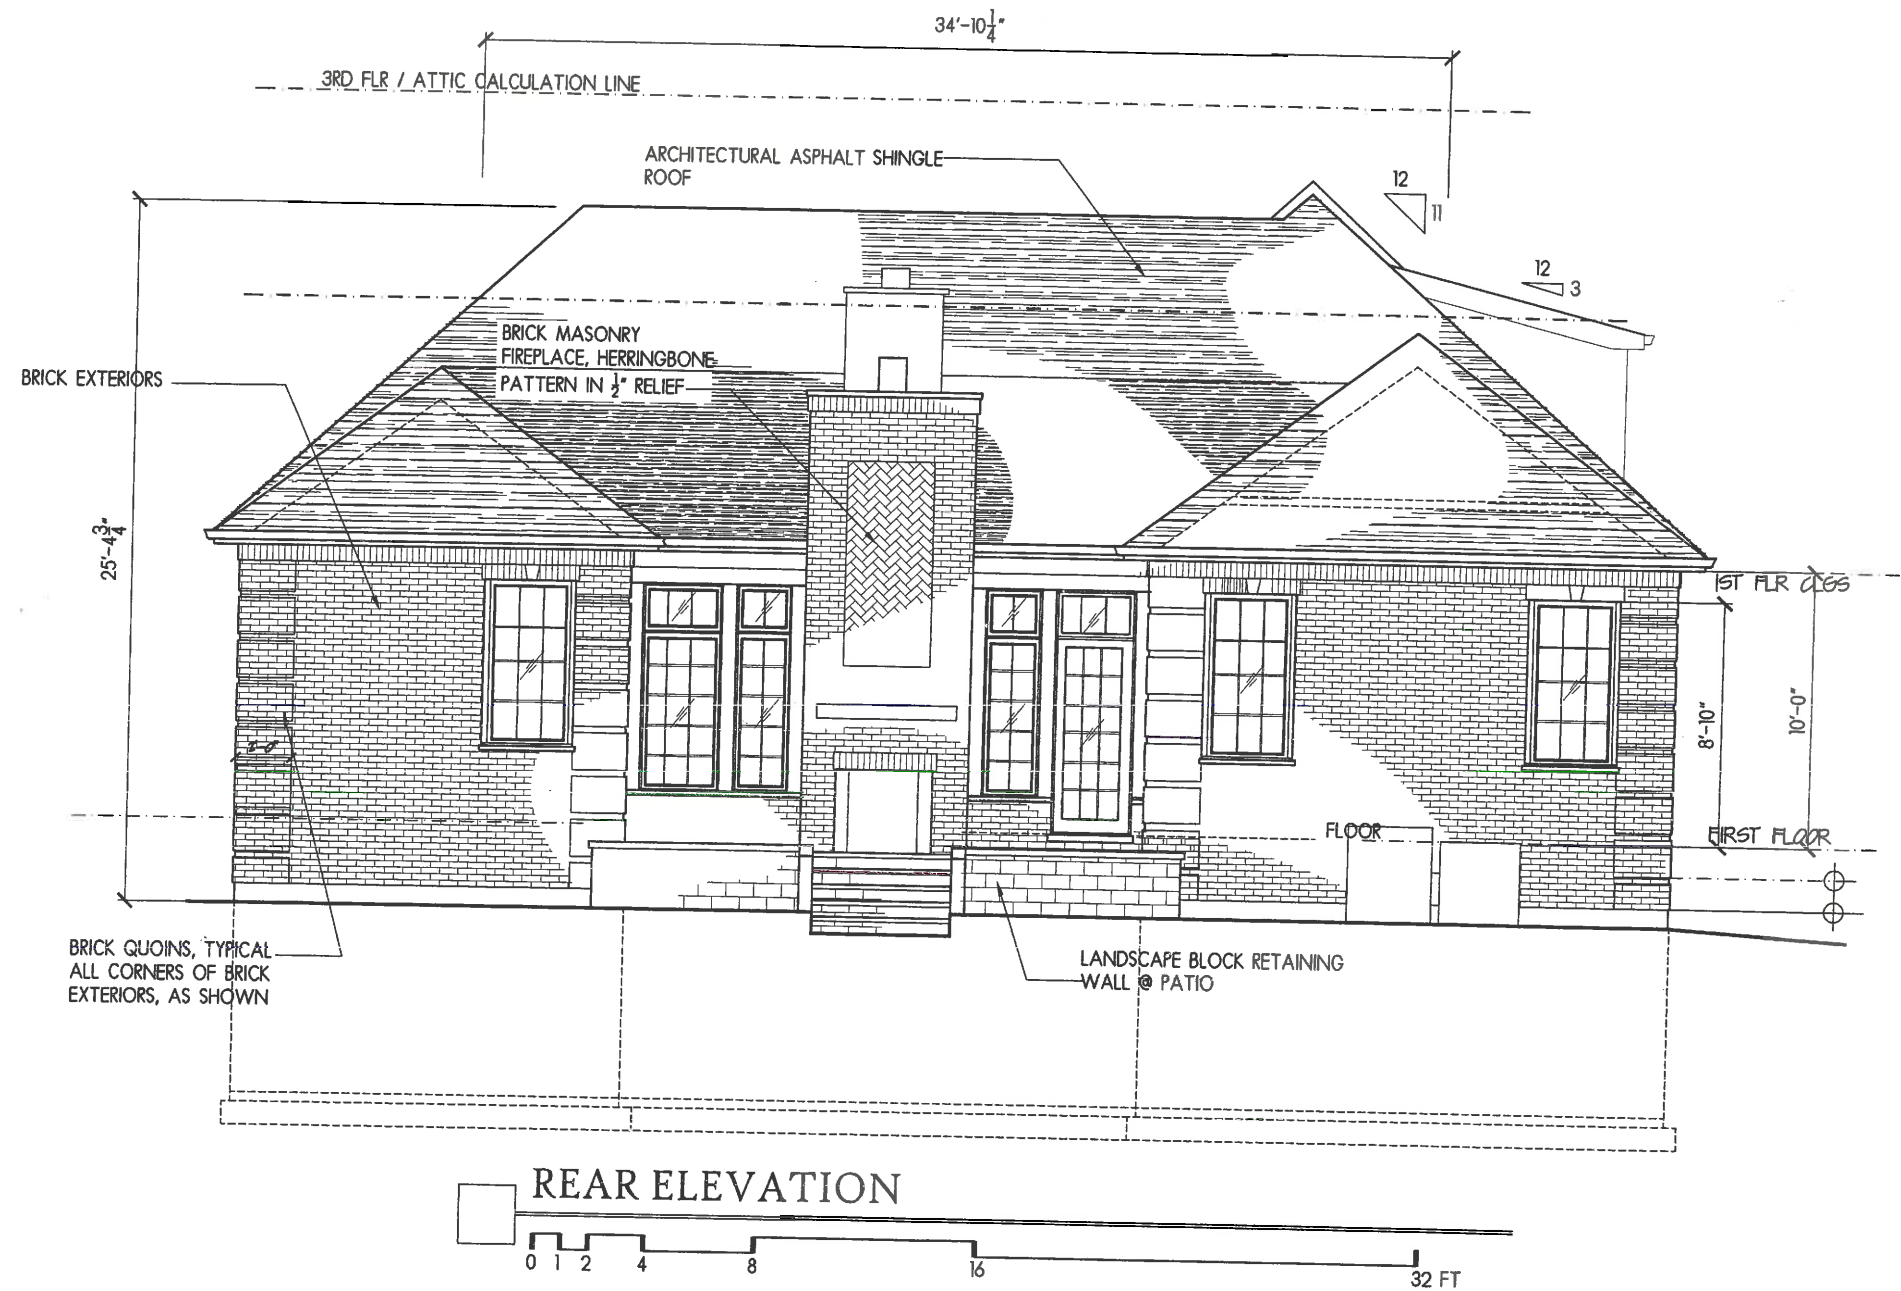 34'-10 1/4"
3RD FLR / ATTIC CALCULATION LINE
ARCHITECTURAL ASPHALT SHINGLE
ROOF
12
11
12
3
BRICK MASONRY
FIREPLACE, HERRINGBONE
PATTERN IN 1/2" RELIEF
BRICK EXTERIORS
25'-4 3/4"
1ST FLR CLGS
8'-10"
10'-0"
2'-0"
FLOOR
FIRST FLOOR
BRICK QUOINS, TYPICAL
ALL CORNERS OF BRICK
EXTERIORS, AS SHOWN
LANDSCAPE BLOCK RETAINING
WALL @ PATIO
REAR ELEVATION
0 1 2 4 8 16 32 FT